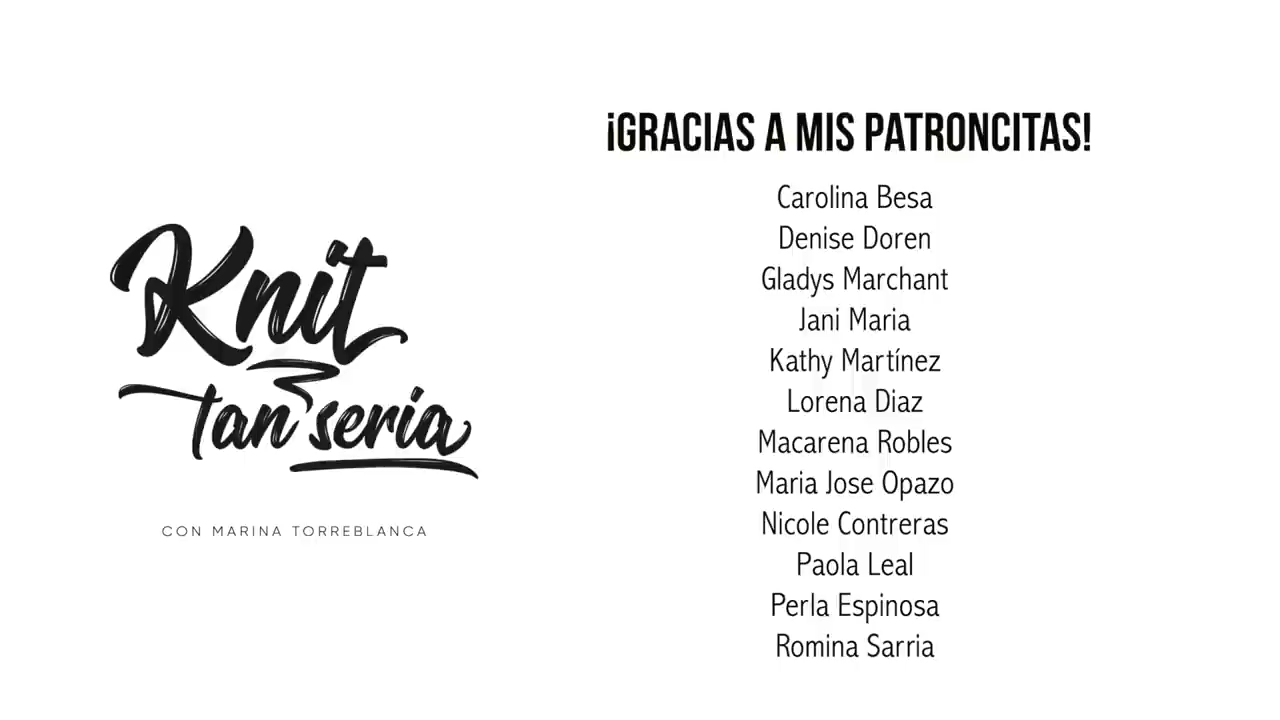 Knit
tan seria
CON MARINA TORREBLANCA
¡GRACIAS A MIS PATRONCITAS!
Carolina Besa
Denise Doren
Gladys Marchant
Jani Maria
Kathy Martínez
Lorena Diaz
Macarena Robles
Maria Jose Opazo
Nicole Contreras
Paola Leal
Perla Espinosa
Romina Sarria